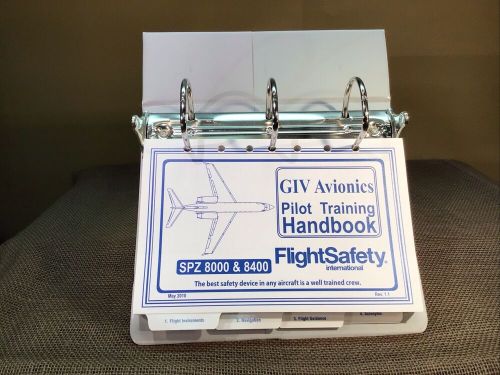 GIV Avionics
Pilot Training
Handbook
SPZ 8000 & 8400
FlightSafety
international
The best safety device in any aircraft is a well trained crew.
May 2010
Rev. 1.1
1. Flight Instruments
2. Navigation
3. Flight Guidance
4. Autopilot